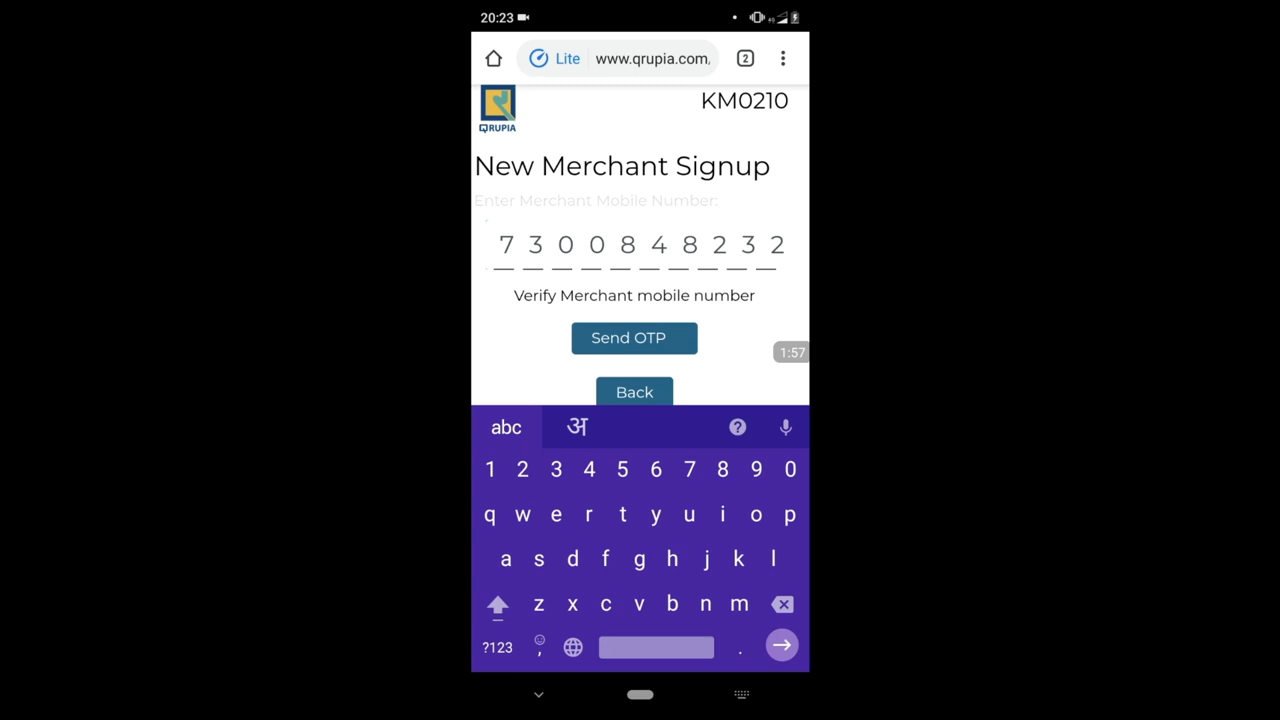 20:23
4G
Lite www.qrupia.com, 2
QRUPIA
KM0210
New Merchant Signup
Enter Merchant Mobile Number:
7 3 0 0 8 4 8 2 3 2
Verify Merchant mobile number
Send OTP
1:57
Back
abc अ ?
1 2 3 4 5 6 7 8 9 0
q w e r t y u i o p
a s d f g h j k l
z x c v b n m
?123 , .